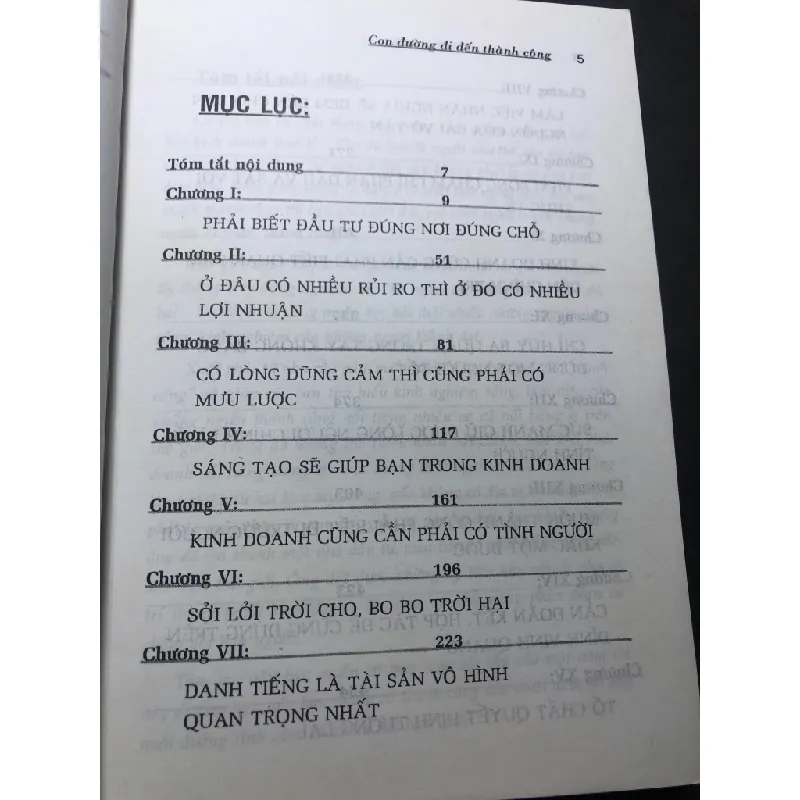 Con đường đi đến thành công 5
MỤC LỤC:
Tóm tắt nội dung 7
Chương I: 9
PHẢI BIẾT ĐẦU TƯ ĐÚNG NƠI ĐÚNG CHỖ
Chương II: 51
Ở ĐÂU CÓ NHIỀU RỦI RO THÌ Ở ĐÓ CÓ NHIỀU
LỢI NHUẬN
Chương III: 81
CÓ LÒNG DŨNG CẢM THÌ CŨNG PHẢI CÓ
MƯU LƯỢC
Chương IV: 117
SÁNG TẠO SẼ GIÚP BẠN TRONG KINH DOANH
Chương V: 161
KINH DOANH CŨNG CẦN PHẢI CÓ TÌNH NGƯỜI
Chương VI: 196
SỞI LỞI TRỜI CHO, BO BO TRỜI HẠI
Chương VII: 223
DANH TIẾNG LÀ TÀI SẢN VÔ HÌNH
QUAN TRỌNG NHẤT